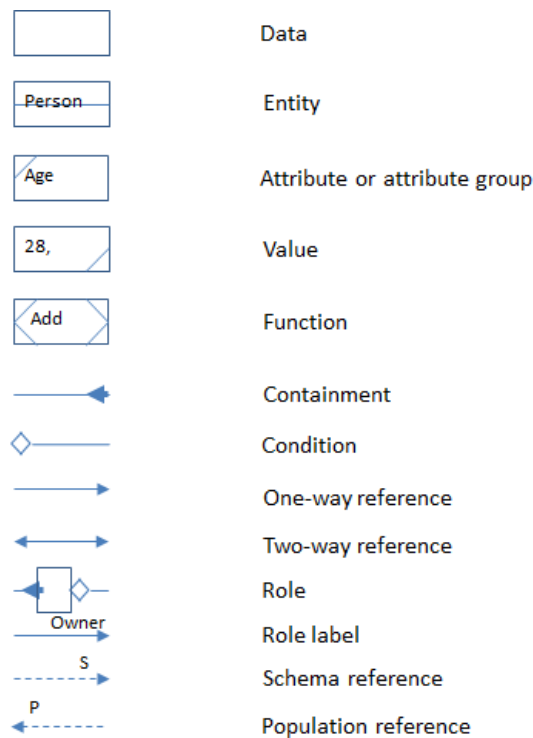 Data
Person Entity
Age Attribute or attribute group
28, Value
Add Function
Containment
Condition
One-way reference
Two-way reference
Role
Owner Role label
S Schema reference
P Population reference